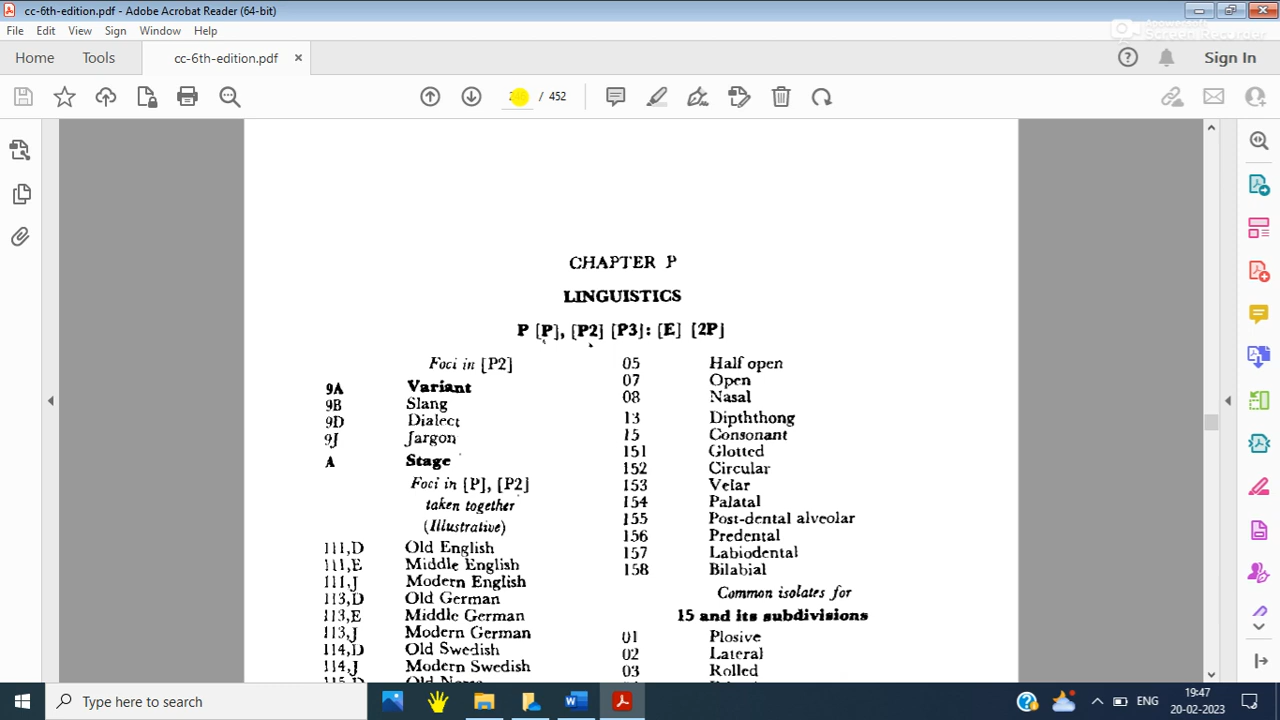 cc-6th-edition.pdf - Adobe Acrobat Reader (64-bit)
File Edit View Sign Window Help
Screen Recorder
Home Tools cc-6th-edition.pdf × Sign In
/ 452
CHAPTER P
LINGUISTICS
P [P], [P2] [P3]: [E] [2P]
Foci in [P2]
9A Variant
9B Slang
9D Dialect
9J Jargon
A Stage
Foci in [P], [P2]
taken together
(Illustrative)
111,D Old English
111,E Middle English
111,J Modern English
113,D Old German
113,E Middle German
113,J Modern German
114,D Old Swedish
114,J Modern Swedish
05 Half open
07 Open
08 Nasal
13 Dipththong
15 Consonant
151 Glotted
152 Circular
153 Velar
154 Palatal
155 Post-dental alveolar
156 Predental
157 Labiodental
158 Bilabial
Common isolates for
15 and its subdivisions
01 Plosive
02 Lateral
03 Rolled
Type here to search
ENG
19:47
20-02-2023